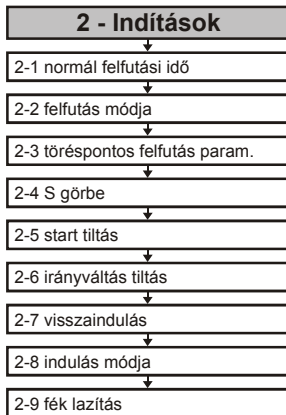 2 - Indítások
2-1 normál felfutási idő
2-2 felfutás módja
2-3 töréspontos felfutás param.
2-4 S görbe
2-5 start tiltás
2-6 irányváltás tiltás
2-7 visszaindulás
2-8 indulás módja
2-9 fék lazítás